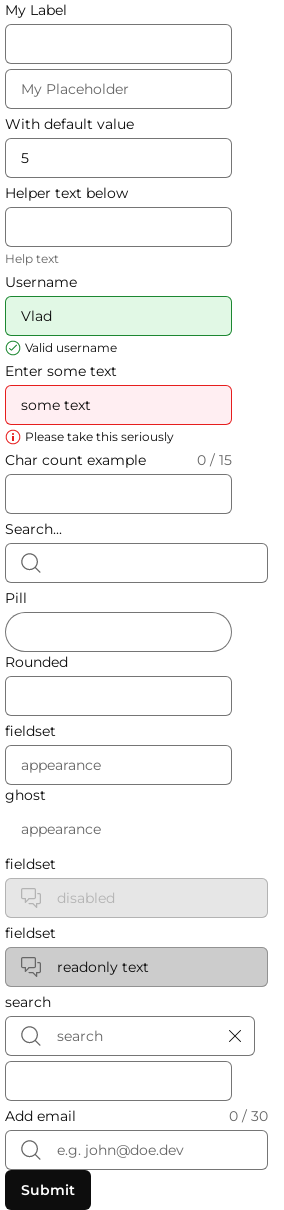 My Label
My Placeholder
With default value
5
Helper text below
Help text
Username
Vlad
Valid username
Enter some text
some text
Please take this seriously
Char count example 0 / 15
Search...
Pill
Rounded
fieldset
appearance
ghost
appearance
fieldset
disabled
fieldset
readonly text
search
search
Add email 0 / 30
e.g. john@doe.dev
Submit